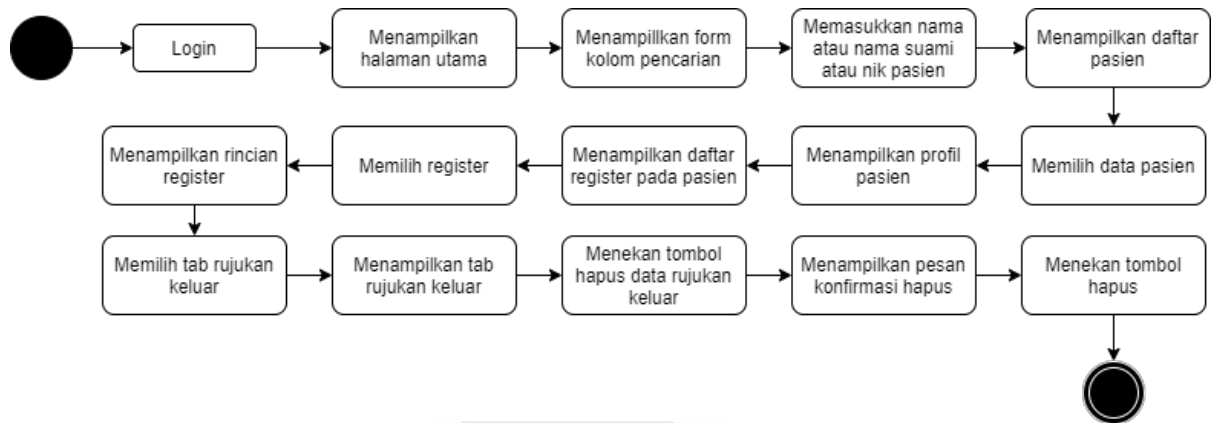 Login
Menampilkan
halaman utama
Menampillkan form
kolom pencarian
Memasukkan nama
atau nama suami
atau nik pasien
Menampilkan daftar
pasien
Memilih data pasien
Menampilkan profil
pasien
Menampilkan daftar
register pada pasien
Memilih register
Menampilkan rincian
register
Memilih tab rujukan
keluar
Menampilkan tab
rujukan keluar
Menekan tombol
hapus data rujukan
keluar
Menampilkan pesan
konfirmasi hapus
Menekan tombol
hapus